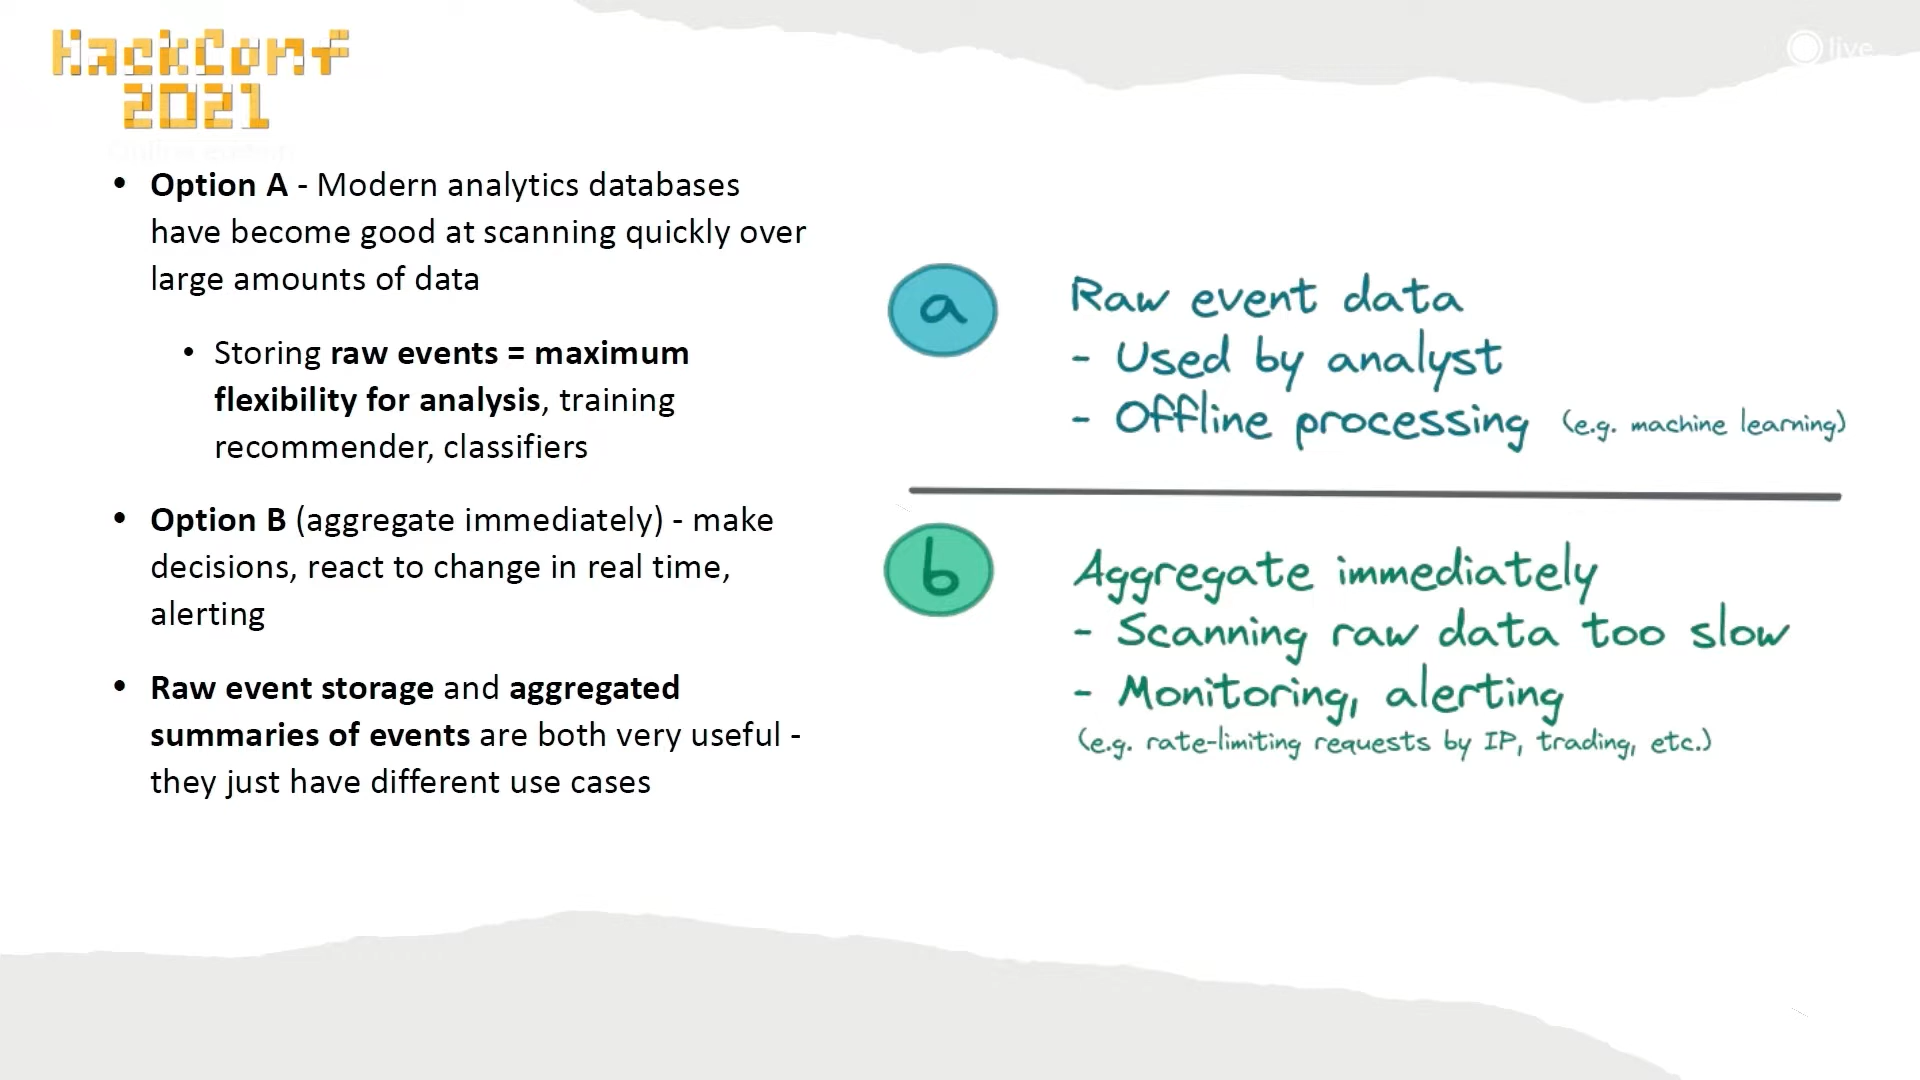 HackConf
2021
live
• Option A - Modern analytics databases
have become good at scanning quickly over
large amounts of data
• Storing raw events = maximum
flexibility for analysis, training
recommender, classifiers
• Option B (aggregate immediately) - make
decisions, react to change in real time,
alerting
• Raw event storage and aggregated
summaries of events are both very useful -
they just have different use cases
a
Raw event data
- Used by analyst
- Offline processing (e.g. machine learning)
b
Aggregate immediately
- Scanning raw data too slow
- Monitoring, alerting
(e.g. rate-limiting requests by IP, trading, etc.)